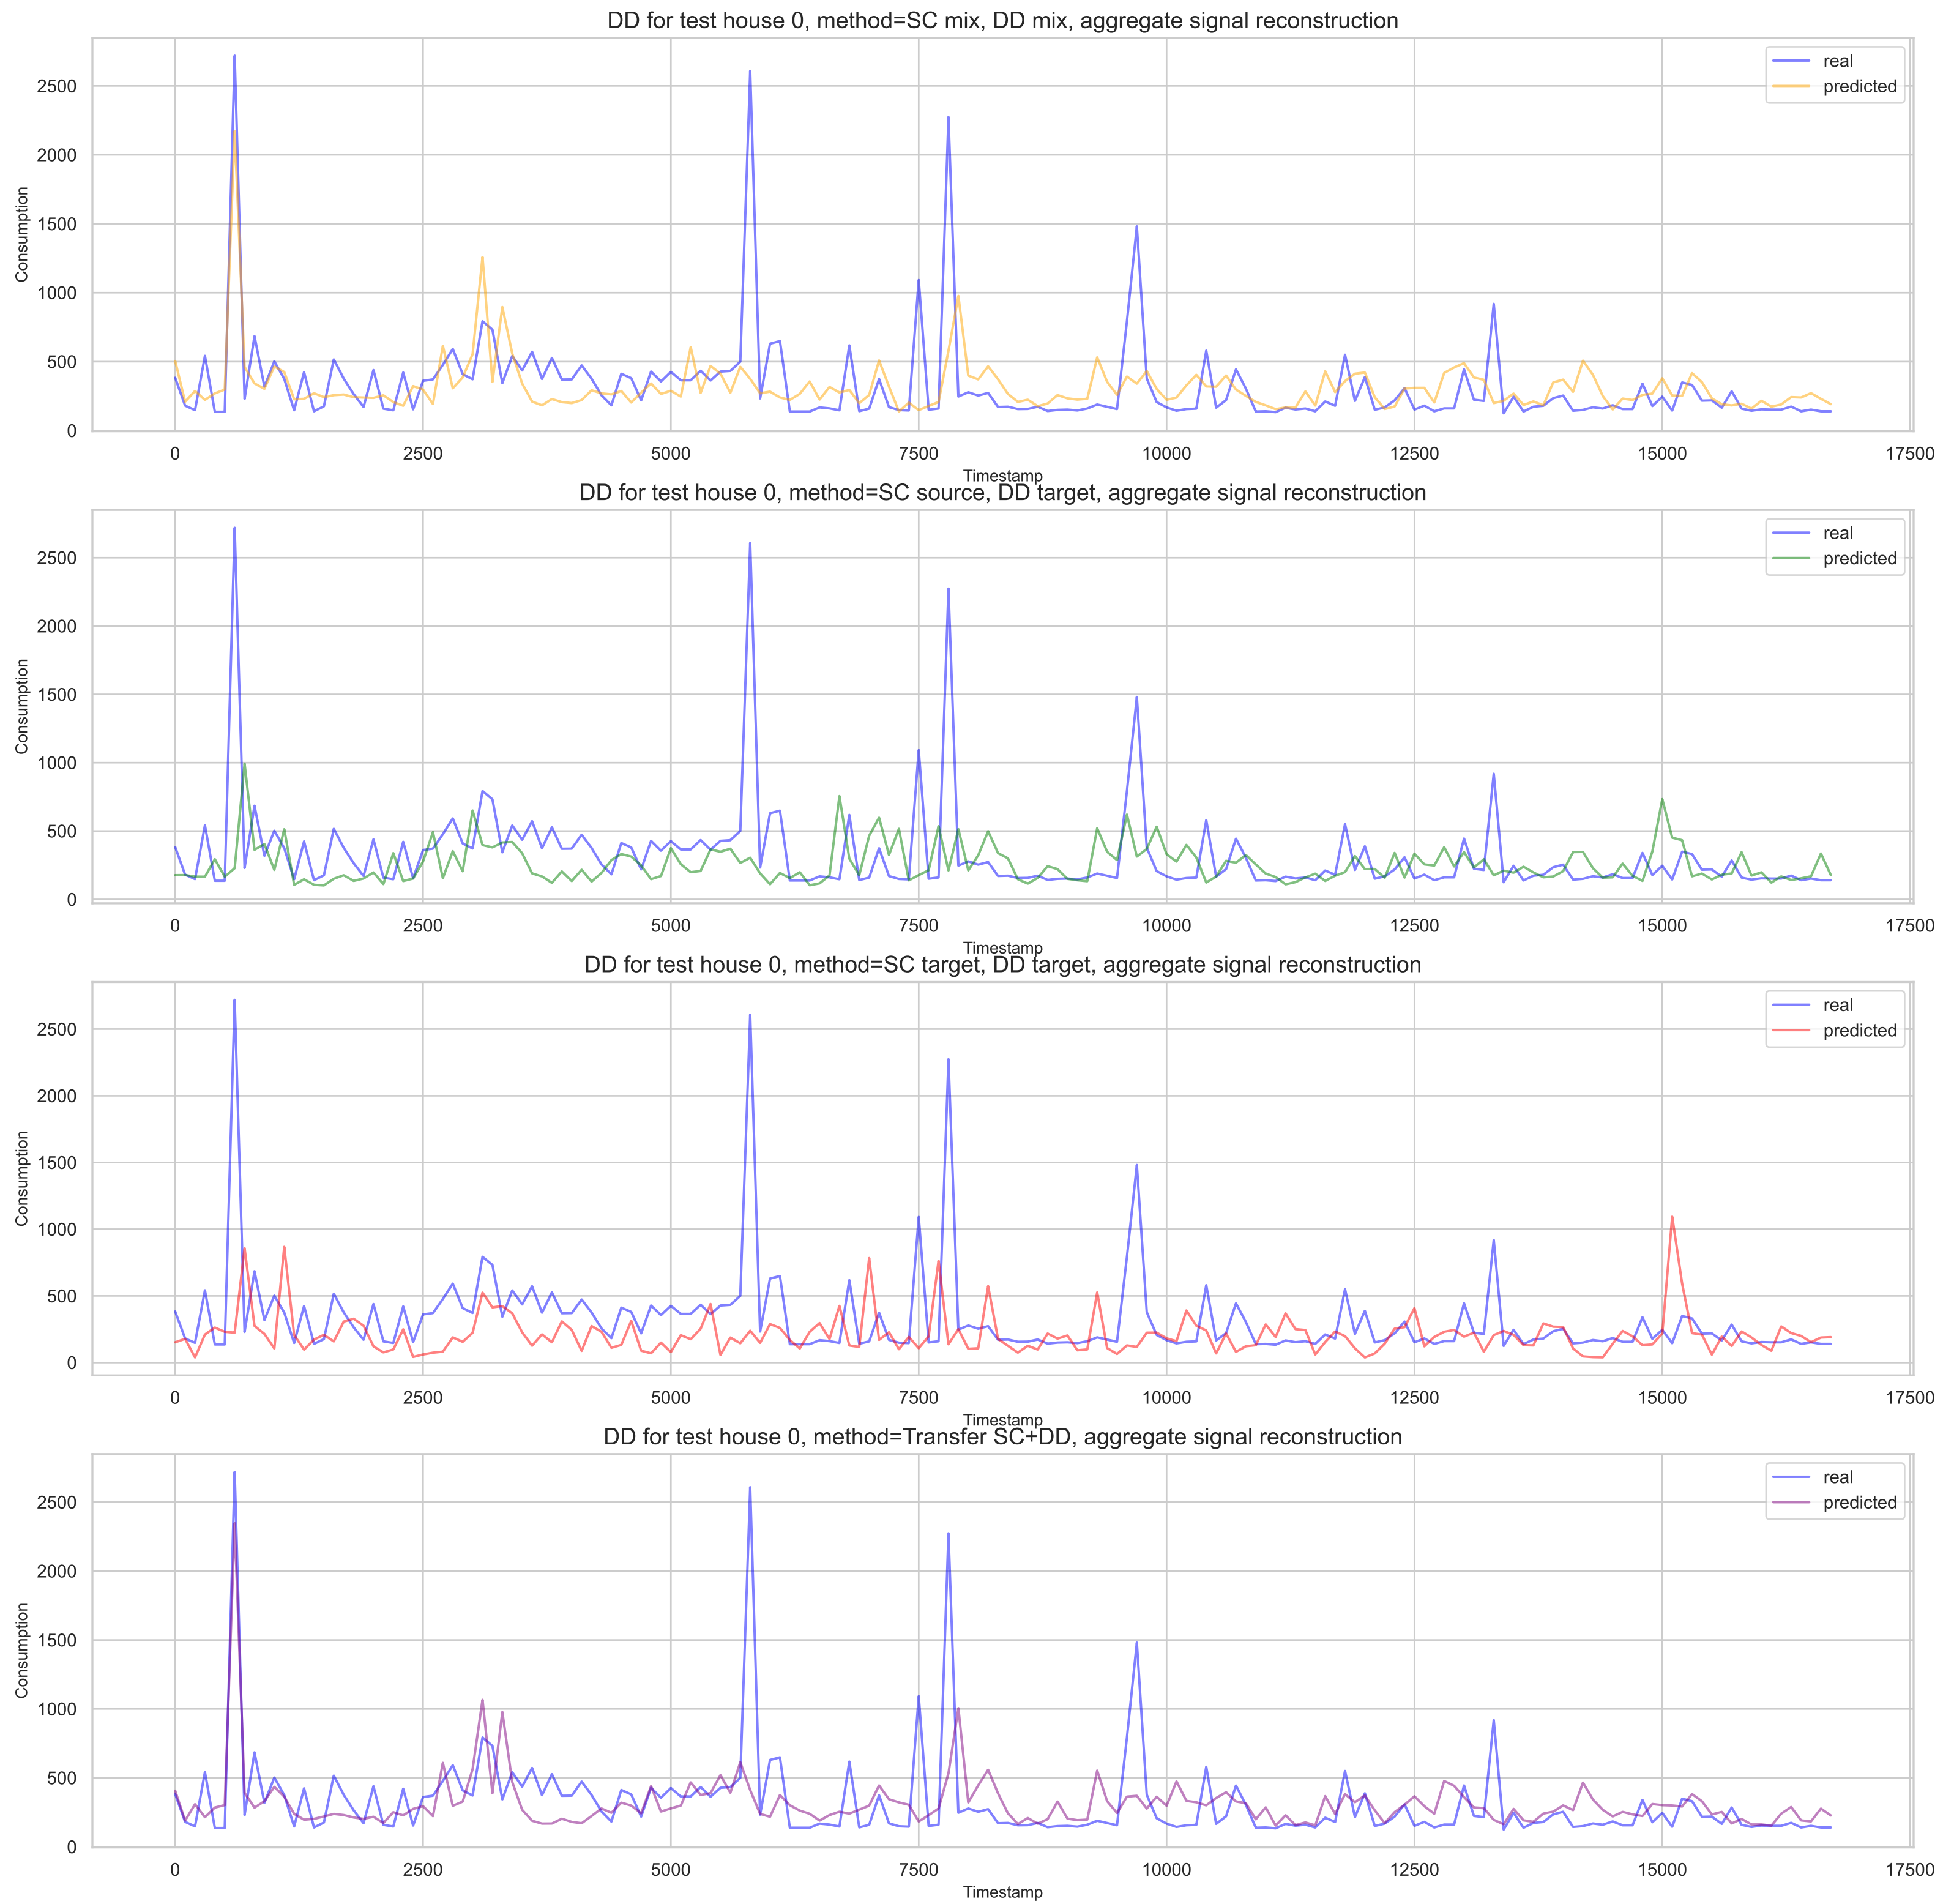 DD for test house 0, method=SC mix, DD mix, aggregate signal reconstruction
real
predicted
Consumption
2500
2000
1500
1000
500
0
0 2500 5000 7500 10000 12500 15000 17500
Timestamp
DD for test house 0, method=SC source, DD target, aggregate signal reconstruction
real
predicted
Consumption
2500
2000
1500
1000
500
0
0 2500 5000 7500 10000 12500 15000 17500
Timestamp
DD for test house 0, method=SC target, DD target, aggregate signal reconstruction
real
predicted
Consumption
2500
2000
1500
1000
500
0
0 2500 5000 7500 10000 12500 15000 17500
Timestamp
DD for test house 0, method=Transfer SC+DD, aggregate signal reconstruction
real
predicted
Consumption
2500
2000
1500
1000
500
0
0 2500 5000 7500 10000 12500 15000 17500
Timestamp